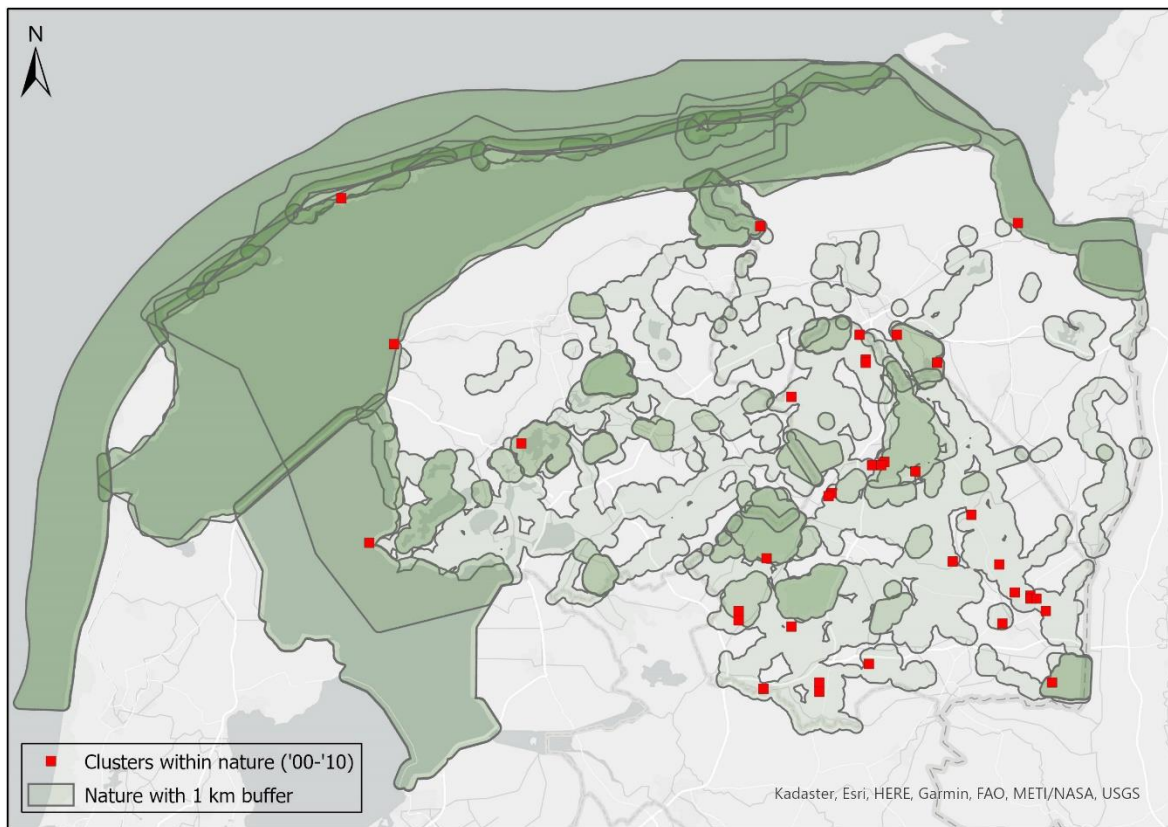 N
Clusters within nature ('00-'10)
Nature with 1 km buffer
Kadaster, Esri, HERE, Garmin, FAO, METI/NASA, USGS